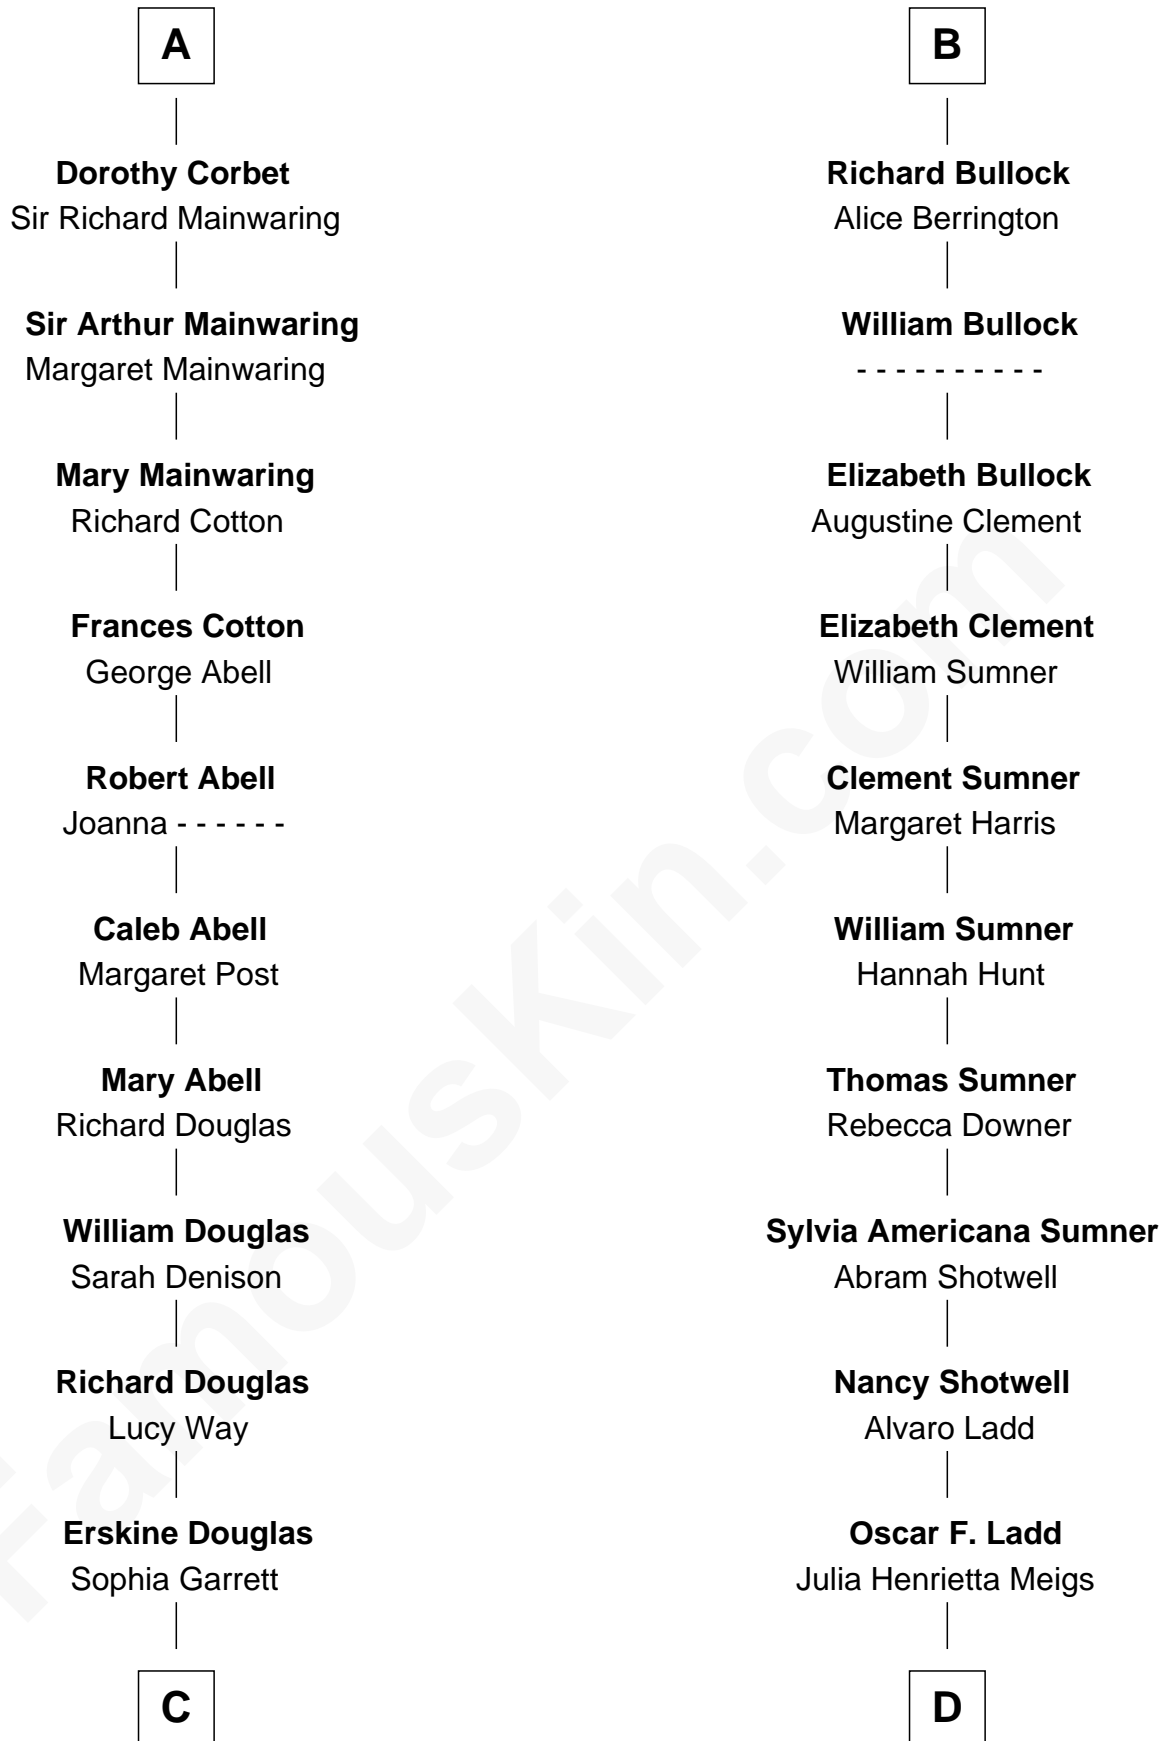 A
Dorothy Corbet
Sir Richard Mainwaring
Sir Arthur Mainwaring
Margaret Mainwaring
Mary Mainwaring
Richard Cotton
Frances Cotton
George Abell
Robert Abell
Joanna - - - - - -
Caleb Abell
Margaret Post
Mary Abell
Richard Douglas
William Douglas
Sarah Denison
Richard Douglas
Lucy Way
Erskine Douglas
Sophia Garrett
C
B
Richard Bullock
Alice Berrington
William Bullock
- - - - - - - - - -
Elizabeth Bullock
Augustine Clement
Elizabeth Clement
William Sumner
Clement Sumner
Margaret Harris
William Sumner
Hannah Hunt
Thomas Sumner
Rebecca Downer
Sylvia Americana Sumner
Abram Shotwell
Nancy Shotwell
Alvaro Ladd
Oscar F. Ladd
Julia Henrietta Meigs
D
FamousKin.com